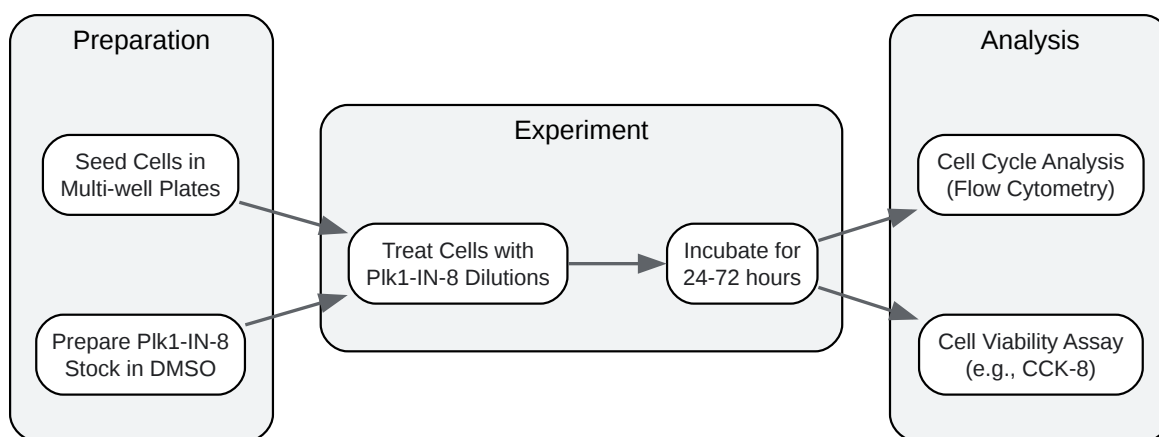 Preparation
Seed Cells in
Multi-well Plates
Prepare Plk1-IN-8
Stock in DMSO
Experiment
Treat Cells with
Plk1-IN-8 Dilutions
Incubate for
24-72 hours
Analysis
Cell Cycle Analysis
(Flow Cytometry)
Cell Viability Assay
(e.g., CCK-8)